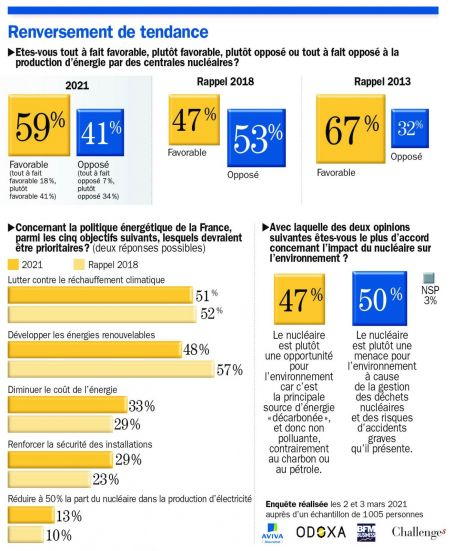 Renversement de tendance
▶Etes-vous tout à fait favorable, plutôt favorable, plutôt opposé ou tout à fait opposé à la
production d'énergie par des centrales nucléaires ?
2021
59%
Favorable
(tout à fait
favorable 18%,
plutôt
favorable 41%)
41%
Opposé
(tout à fait
opposé 7%,
plutôt
opposé 34%)
Rappel 2018
47%
Favorable
53%
Opposé
Rappel 2013
67%
Favorable
32%
Opposé
▶Concernant la politique énergétique de la France,
parmi les cinq objectifs suivants, lesquels devraient
être prioritaires ? (deux réponses possibles)
2021 Rappel 2018
Lutter contre le réchauffement climatique
51%
52%
Développer les énergies renouvelables
48%
57%
Diminuer le coût de l'énergie
33%
29%
Renforcer la sécurité des installations
29%
23%
Réduire à 50% la part du nucléaire dans la production d'électricité
13%
10%
▶Avec laquelle des deux opinions
suivantes êtes-vous le plus d'accord
concernant l'impact du nucléaire sur
l'environnement ?
47%
Le nucléaire
est plutôt
une opportunité
pour
l'environnement
car c'est
la principale
source d'énergie
«décarbonée»,
et donc non
polluante,
contrairement
au charbon ou
au pétrole.
50%
Le nucléaire
est plutôt une
menace pour
l'environnement
à cause
de la gestion
des déchets
nucléaires
et des risques
d'accidents
graves
qu'il présente.
NSP
3%
Enquête réalisée les 2 et 3 mars 2021
auprès d'un échantillon de 1005 personnes
AVIVA
ODOXA
BFM
BUSINESS
Challenges